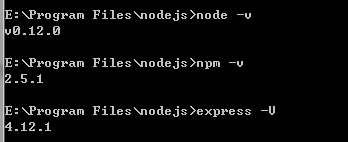 E:\Program Files\nodejs>node -v
v0.12.0
E:\Program Files\nodejs>npm -v
2.5.1
E:\Program Files\nodejs>express -V
4.12.1